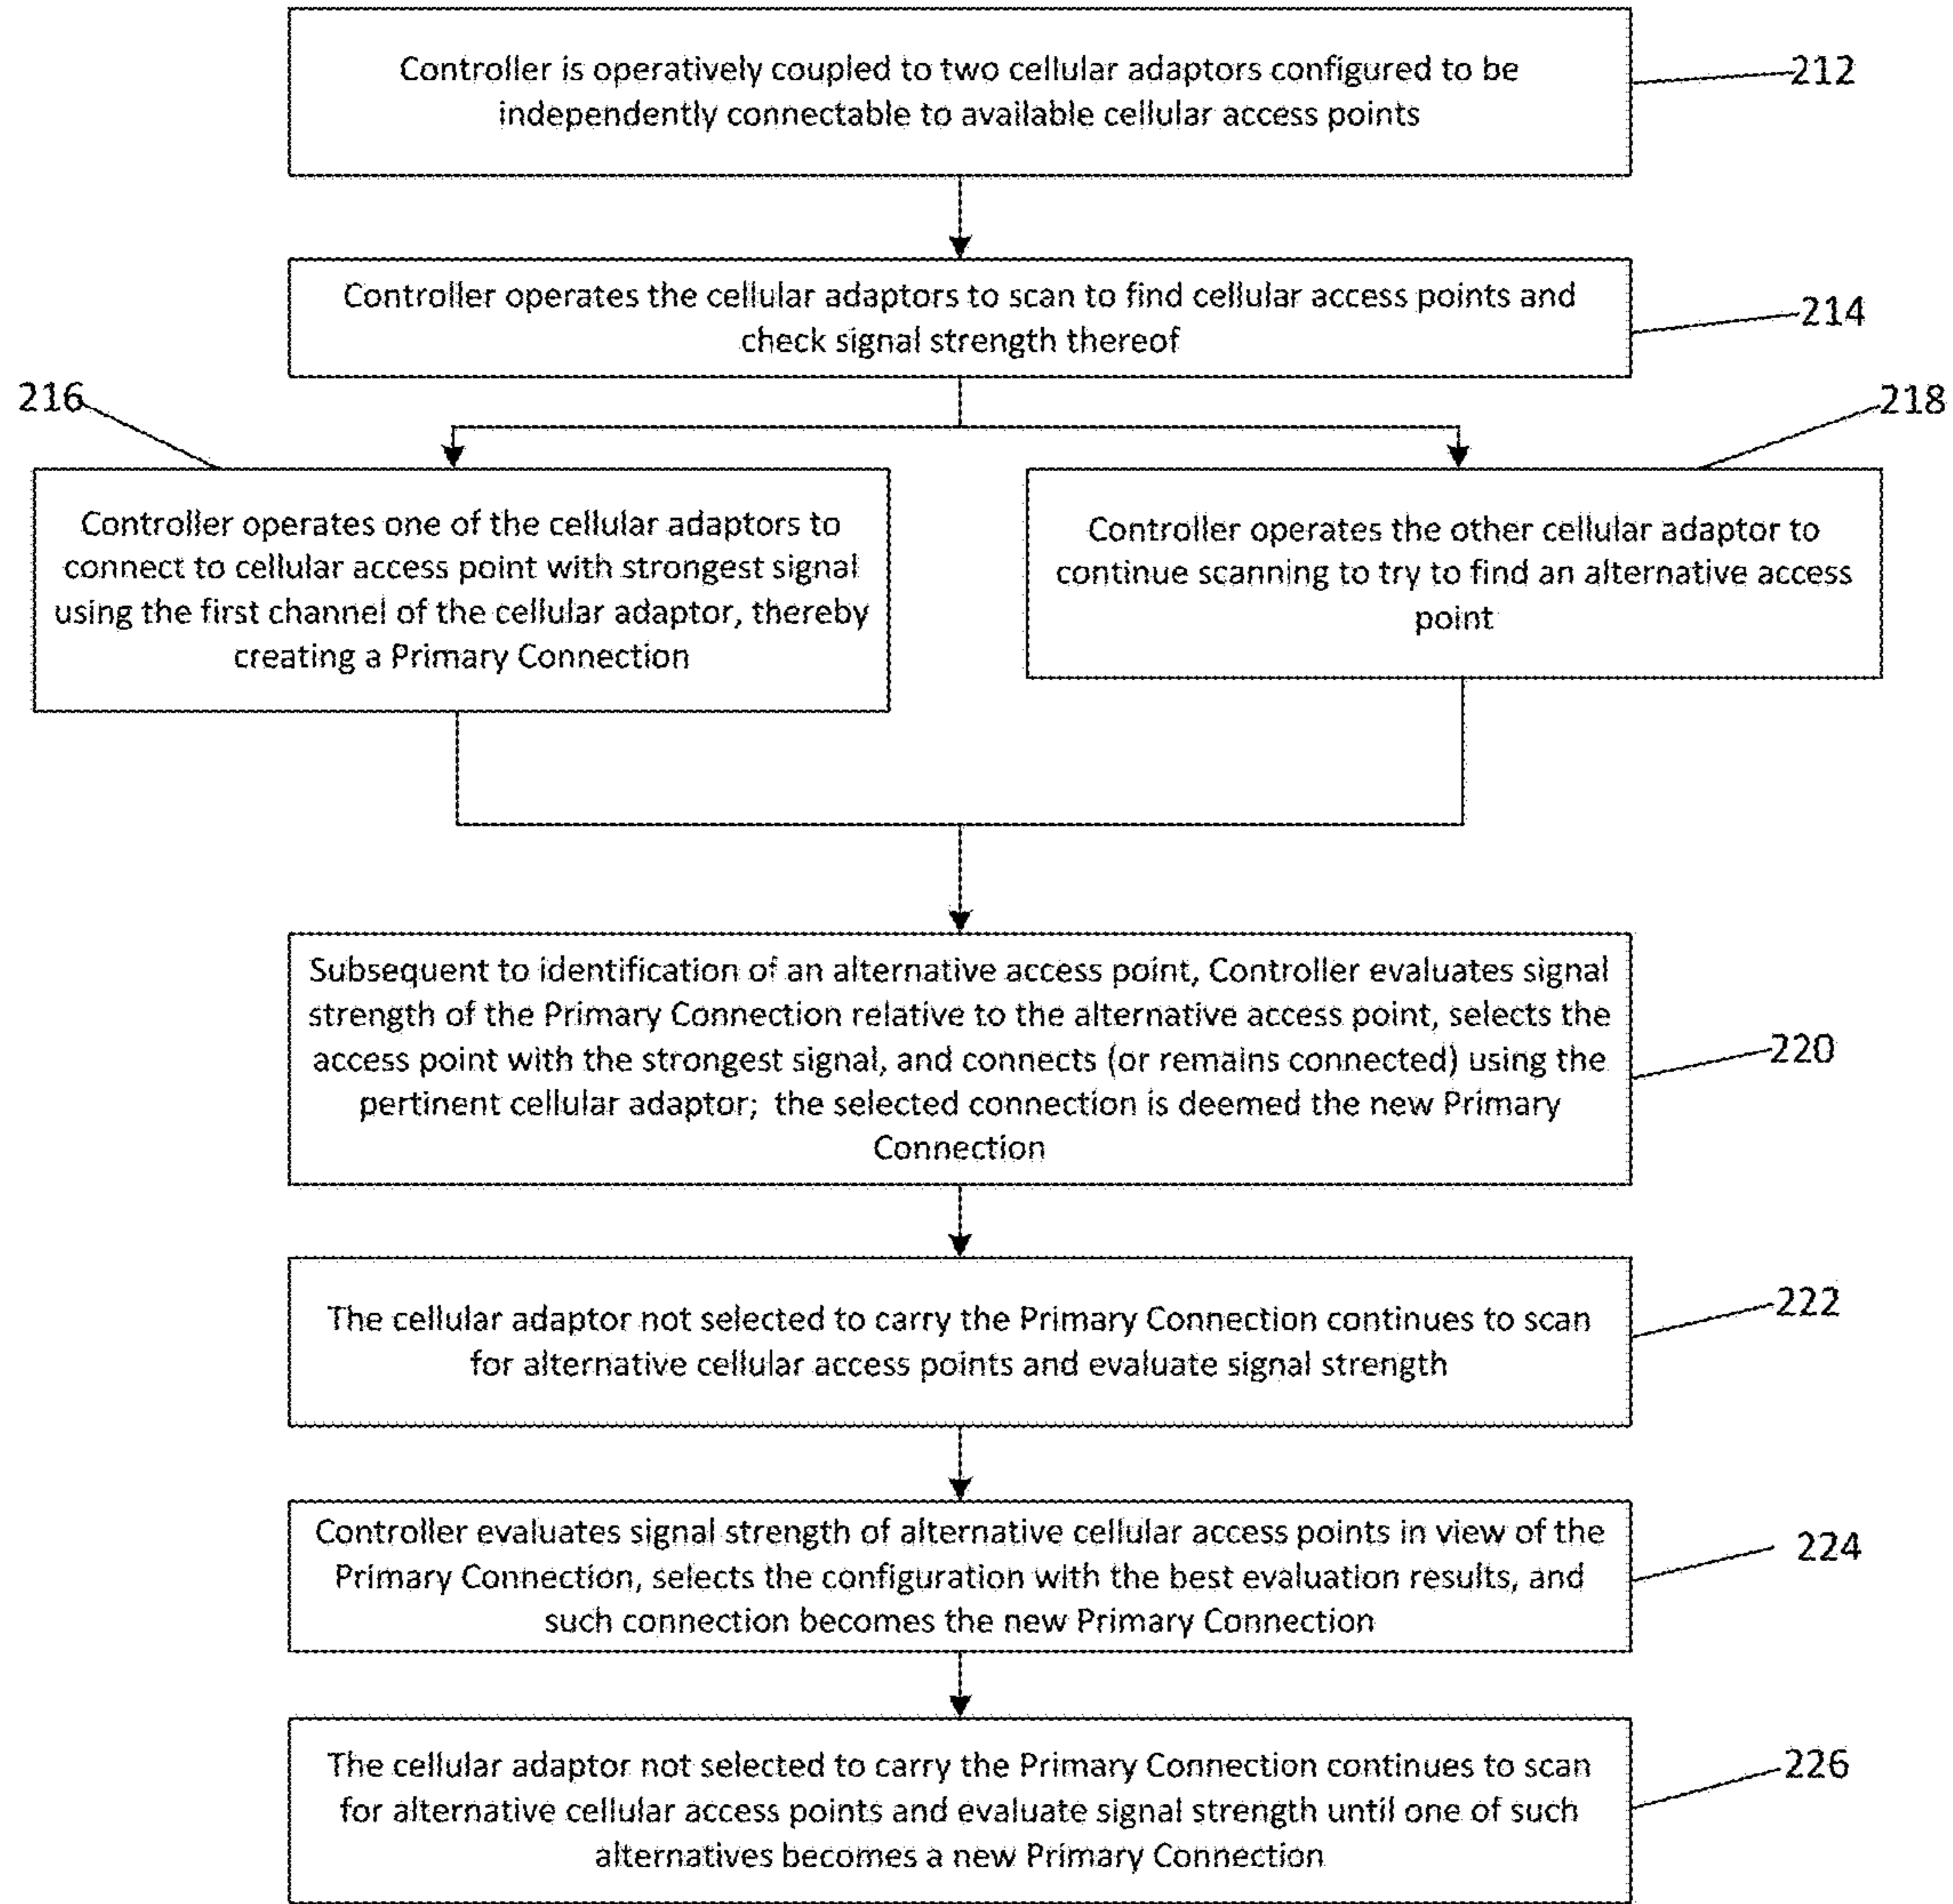 Controller is operatively coupled to two cellular adaptors configured to be
independently connectable to available cellular access points
212
Controller operates the cellular adaptors to scan to find cellular access points and
check signal strength thereof
214
216
218
Controller operates one of the cellular adaptors to
connect to cellular access point with strongest signal
using the first channel of the cellular adaptor, thereby
creating a Primary Connection
Controller operates the other cellular adaptor to
continue scanning to try to find an alternative access
point
Subsequent to identification of an alternative access point, Controller evaluates signal
strength of the Primary Connection relative to the alternative access point, selects the
access point with the strongest signal, and connects (or remains connected) using the
pertinent cellular adaptor; the selected connection is deemed the new Primary
Connection
220
The cellular adaptor not selected to carry the Primary Connection continues to scan
for alternative cellular access points and evaluate signal strength
222
Controller evaluates signal strength of alternative cellular access points in view of the
Primary Connection, selects the configuration with the best evaluation results, and
such connection becomes the new Primary Connection
224
The cellular adaptor not selected to carry the Primary Connection continues to scan
for alternative cellular access points and evaluate signal strength until one of such
alternatives becomes a new Primary Connection
226